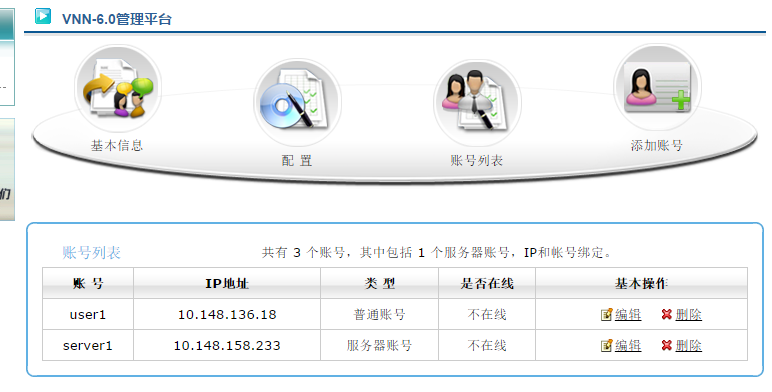 VNN-6.0管理平台
基本信息
配 置
账号列表
添加账号
们
账号列表
共有 3 个账号，其中包括 1 个服务器账号，IP和帐号绑定。
账 号 IP地址 类 型 是否在线 基本操作
user1 10.148.136.18 普通账号 不在线 编辑 删除
server1 10.148.158.233 服务器账号 不在线 编辑 删除